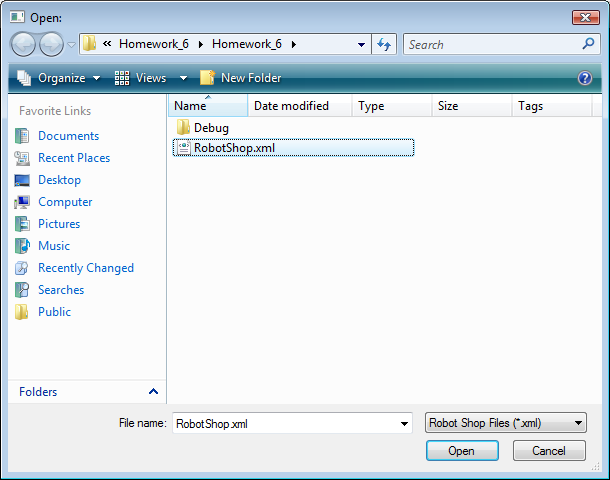 Open:
« Homework_6 Homework_6 Search
Organize Views New Folder ?
Favorite Links
Documents
Recent Places
Desktop
Computer
Pictures
Music
Recently Changed
Searches
Public
Folders
Name Date modified Type Size Tags
Debug
RobotShop.xml
File name: RobotShop.xml Robot Shop Files (*.xml)
Open Cancel